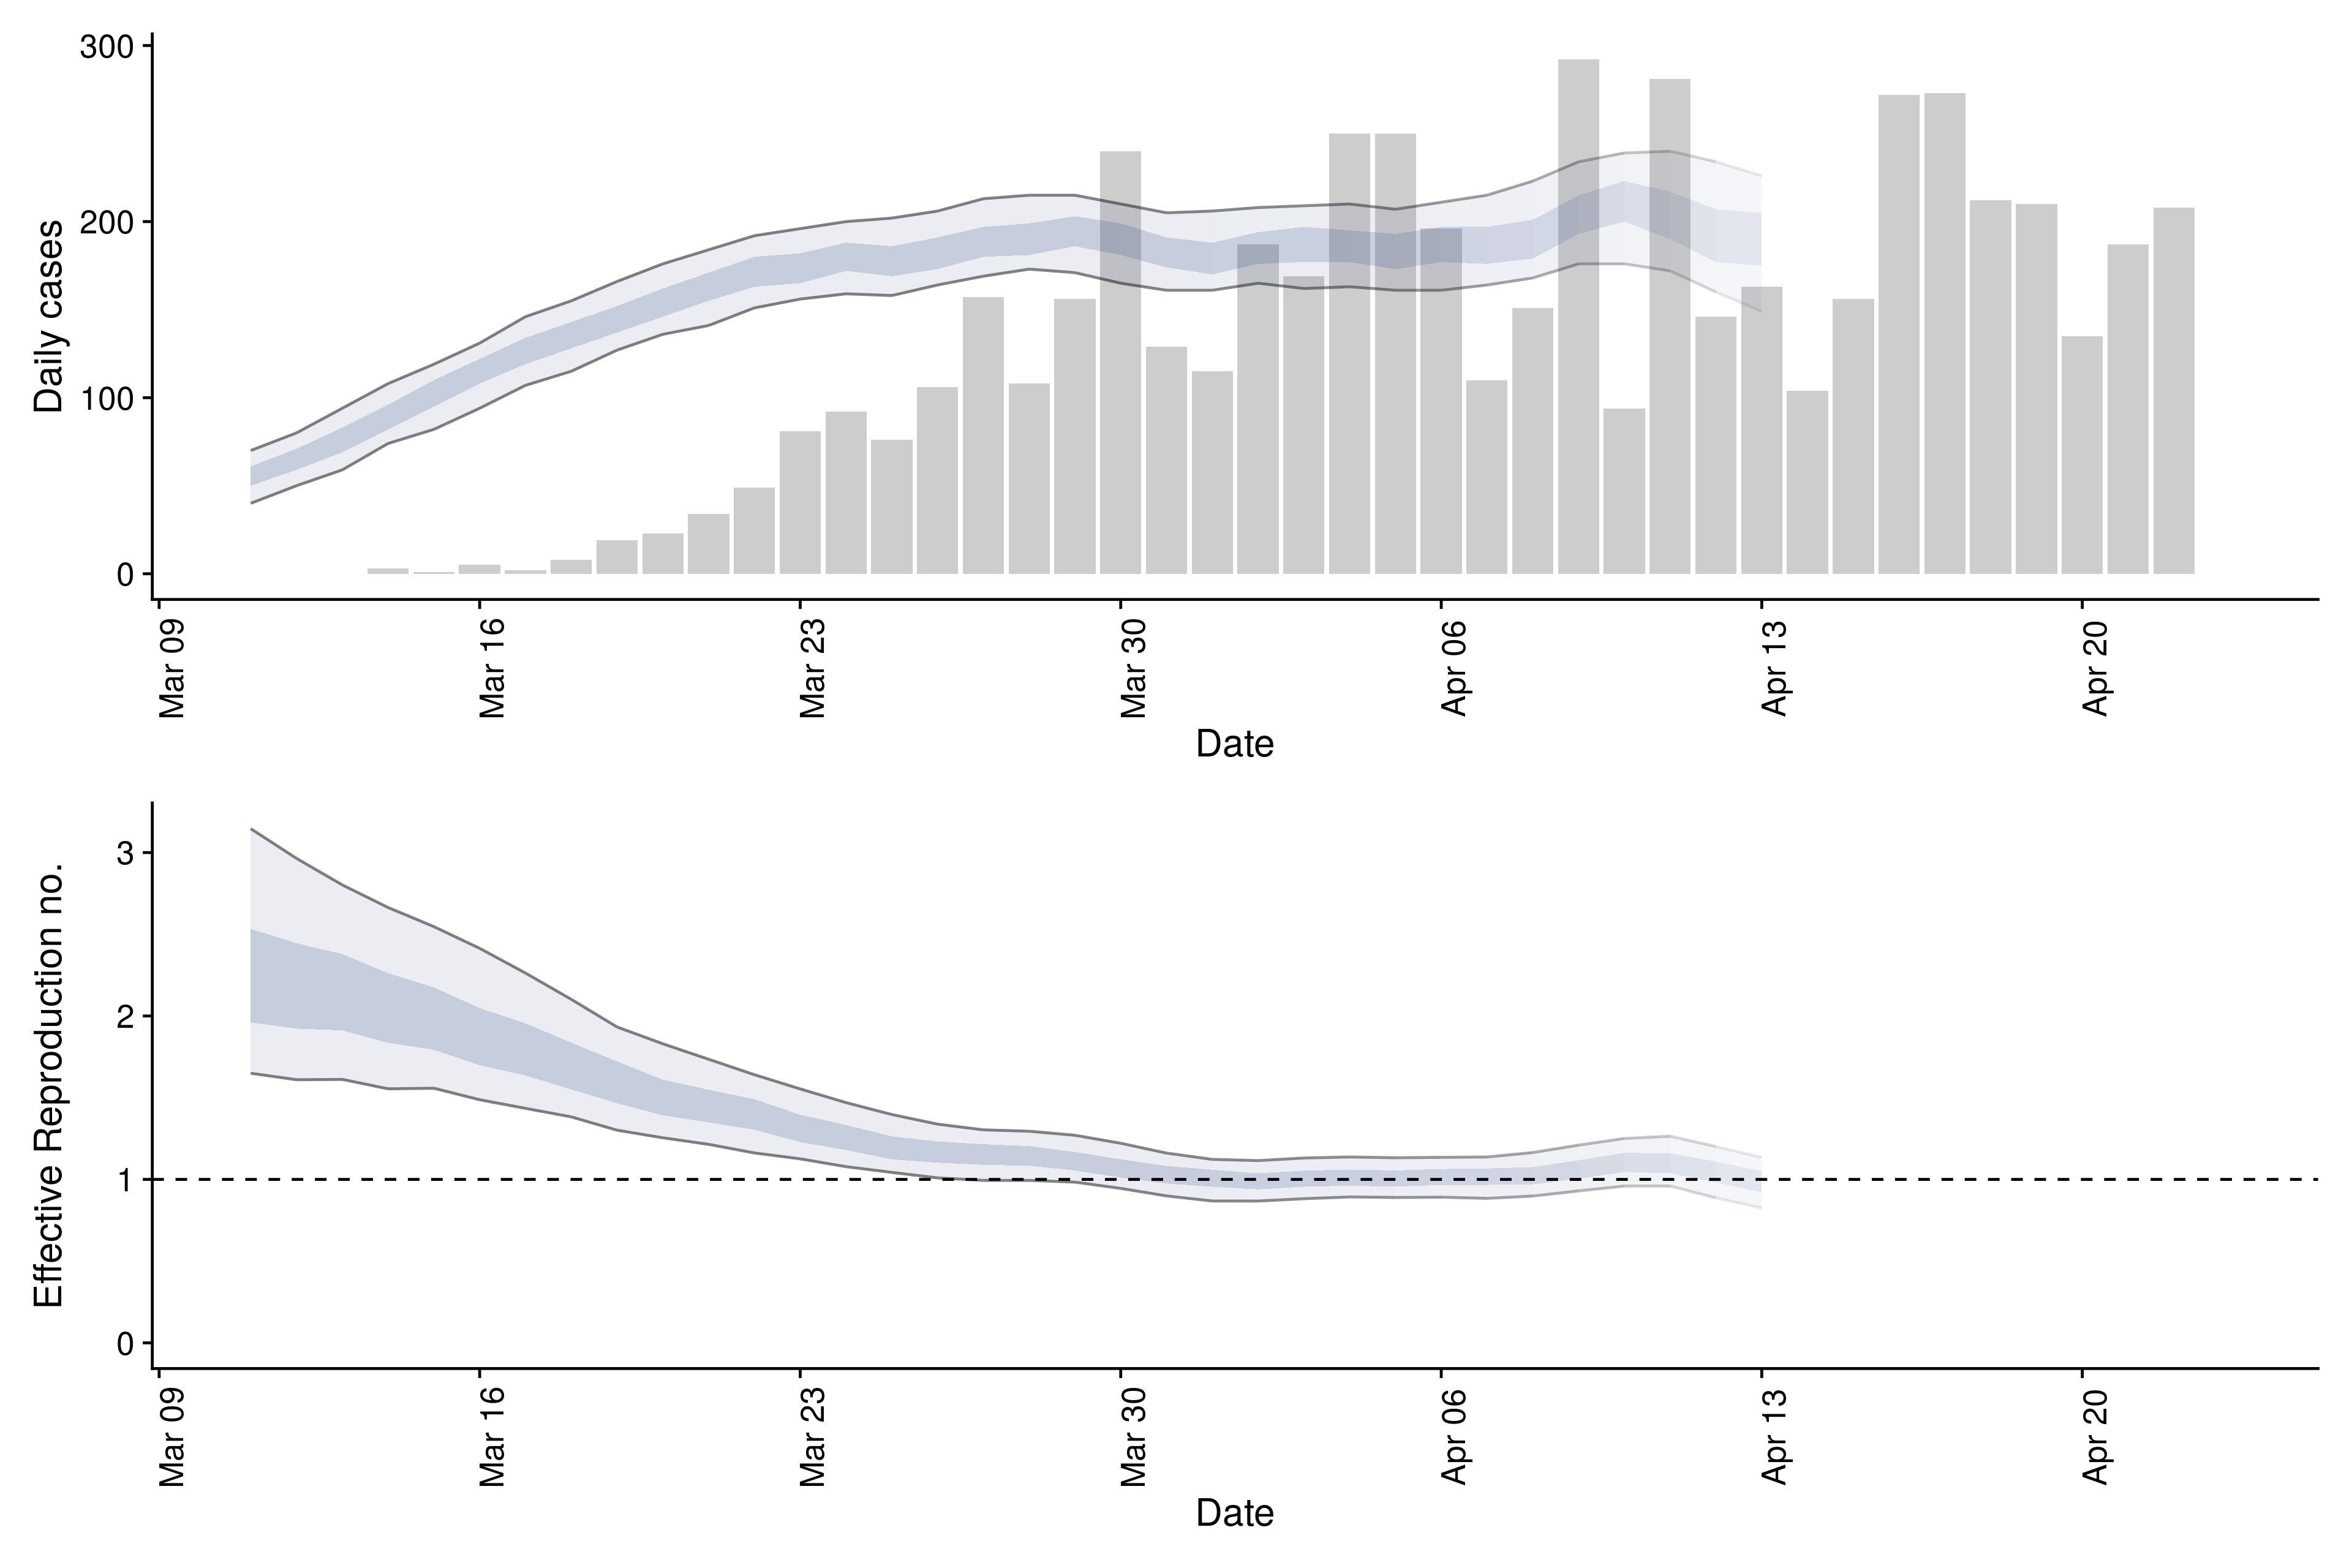 Daily cases
300
200
100
0
Mar 09
Mar 16
Mar 23
Mar 30
Apr 06
Apr 13
Apr 20
Date
Effective Reproduction no.
3
2
1
0
Mar 09
Mar 16
Mar 23
Mar 30
Apr 06
Apr 13
Apr 20
Date